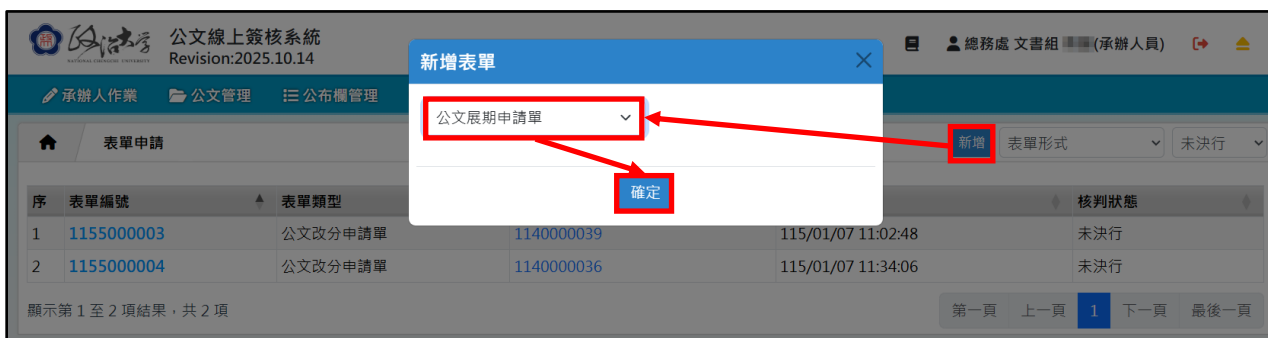 政治大學
NATIONAL CHENGCHI UNIVERSITY
公文線上簽核系統
Revision:2025.10.14
總務處 文書組 (承辦人員)
承辦人作業 公文管理 公布欄管理
新增表單
公文展期申請單
確定
表單申請
新增 表單形式 未決行
序 表單編號 表單類型 核判狀態
1 1155000003 公文改分申請單 1140000039 115/01/07 11:02:48 未決行
2 1155000004 公文改分申請單 1140000036 115/01/07 11:34:06 未決行
顯示第 1 至 2 項結果，共 2 項
第一頁 上一頁 1 下一頁 最後一頁